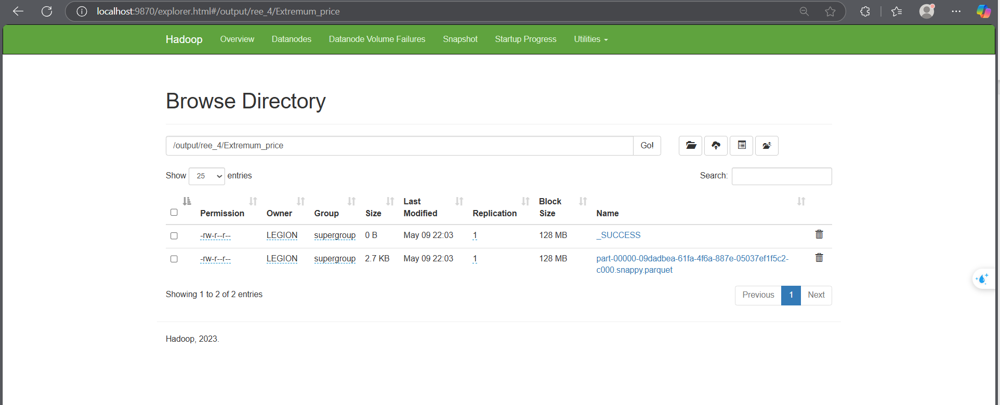 localhost:9870/explorer.html#/output/ree_4/Extremum_price
Hadoop Overview Datanodes Datanode Volume Failures Snapshot Startup Progress Utilities
Browse Directory
/output/ree_4/Extremum_price Go!
Show 25 entries Search:
Permission Owner Group Size Last Modified Replication Block Size Name
-rw-r--r-- LEGION supergroup 0 B May 09 22:03 1 128 MB _SUCCESS
-rw-r--r-- LEGION supergroup 2.7 KB May 09 22:03 1 128 MB part-00000-09dadbea-61fa-4f6a-887e-05037ef1f5c2-
c000.snappy.parquet
Showing 1 to 2 of 2 entries Previous 1 Next
Hadoop, 2023.